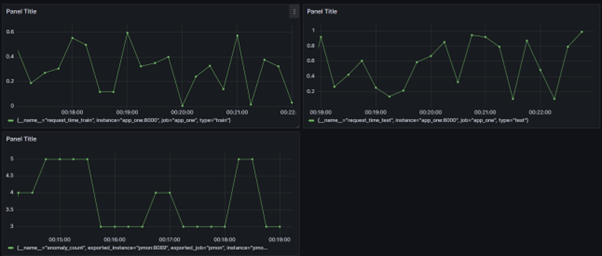 Panel Title
0.6
0.4
0.2
0
00:18:00 00:19:00 00:20:00 00:21:00 00:22:
{__name__="request_time_train", instance="app_one:8000", job="app_one", type="train"}
Panel Title
1
0.8
0.6
0.4
0.2
00:18:00 00:19:00 00:20:00 00:21:00 00:22:00
{__name__="request_time_test", instance="app_one:8000", job="app_one", type="test"}
Panel Title
5
4.5
4
3.5
3
00:15:00 00:16:00 00:17:00 00:18:00 00:19:00
{__name__="anomaly_count", exported_instance="pmon:8089", exported_job="pmon", instance="pmo...